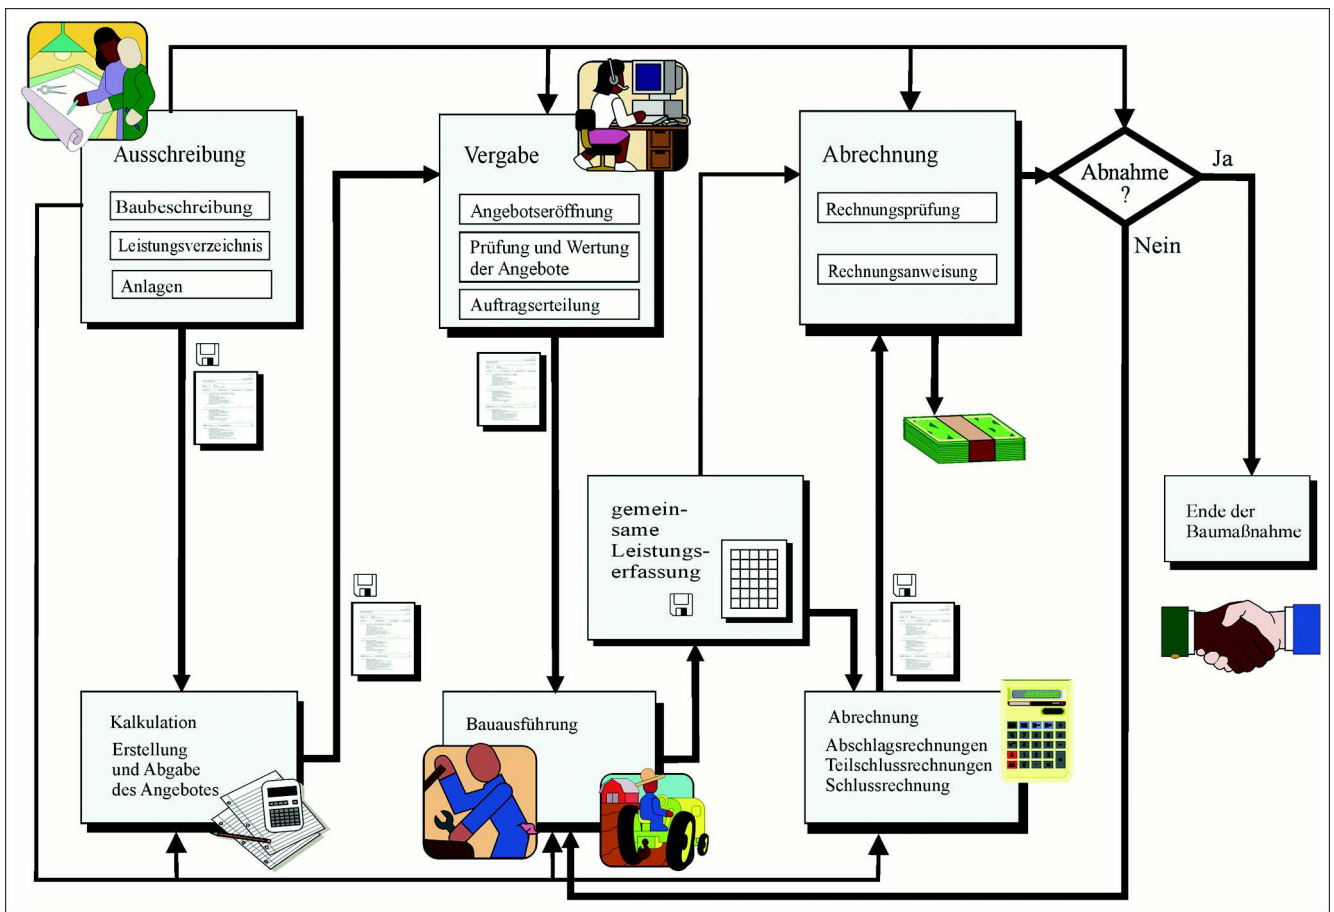 Ausschreibung
Baubeschreibung
Leistungsverzeichnis
Anlagen
Vergabe
Angebotseröffnung
Prüfung und Wertung
der Angebote
Auftragserteilung
Abrechnung
Rechnungsprüfung
Rechnungsanweisung
Abnahme
?
Ja
Nein
gemein-
same
Leistungs-
erfassung
Ende der
Baumaßnahme
Kalkulation
Erstellung
und Abgabe
des Angebotes
Bauausführung
Abrechnung
Abschlagsrechnungen
Teilschlussrechnungen
Schlussrechnung